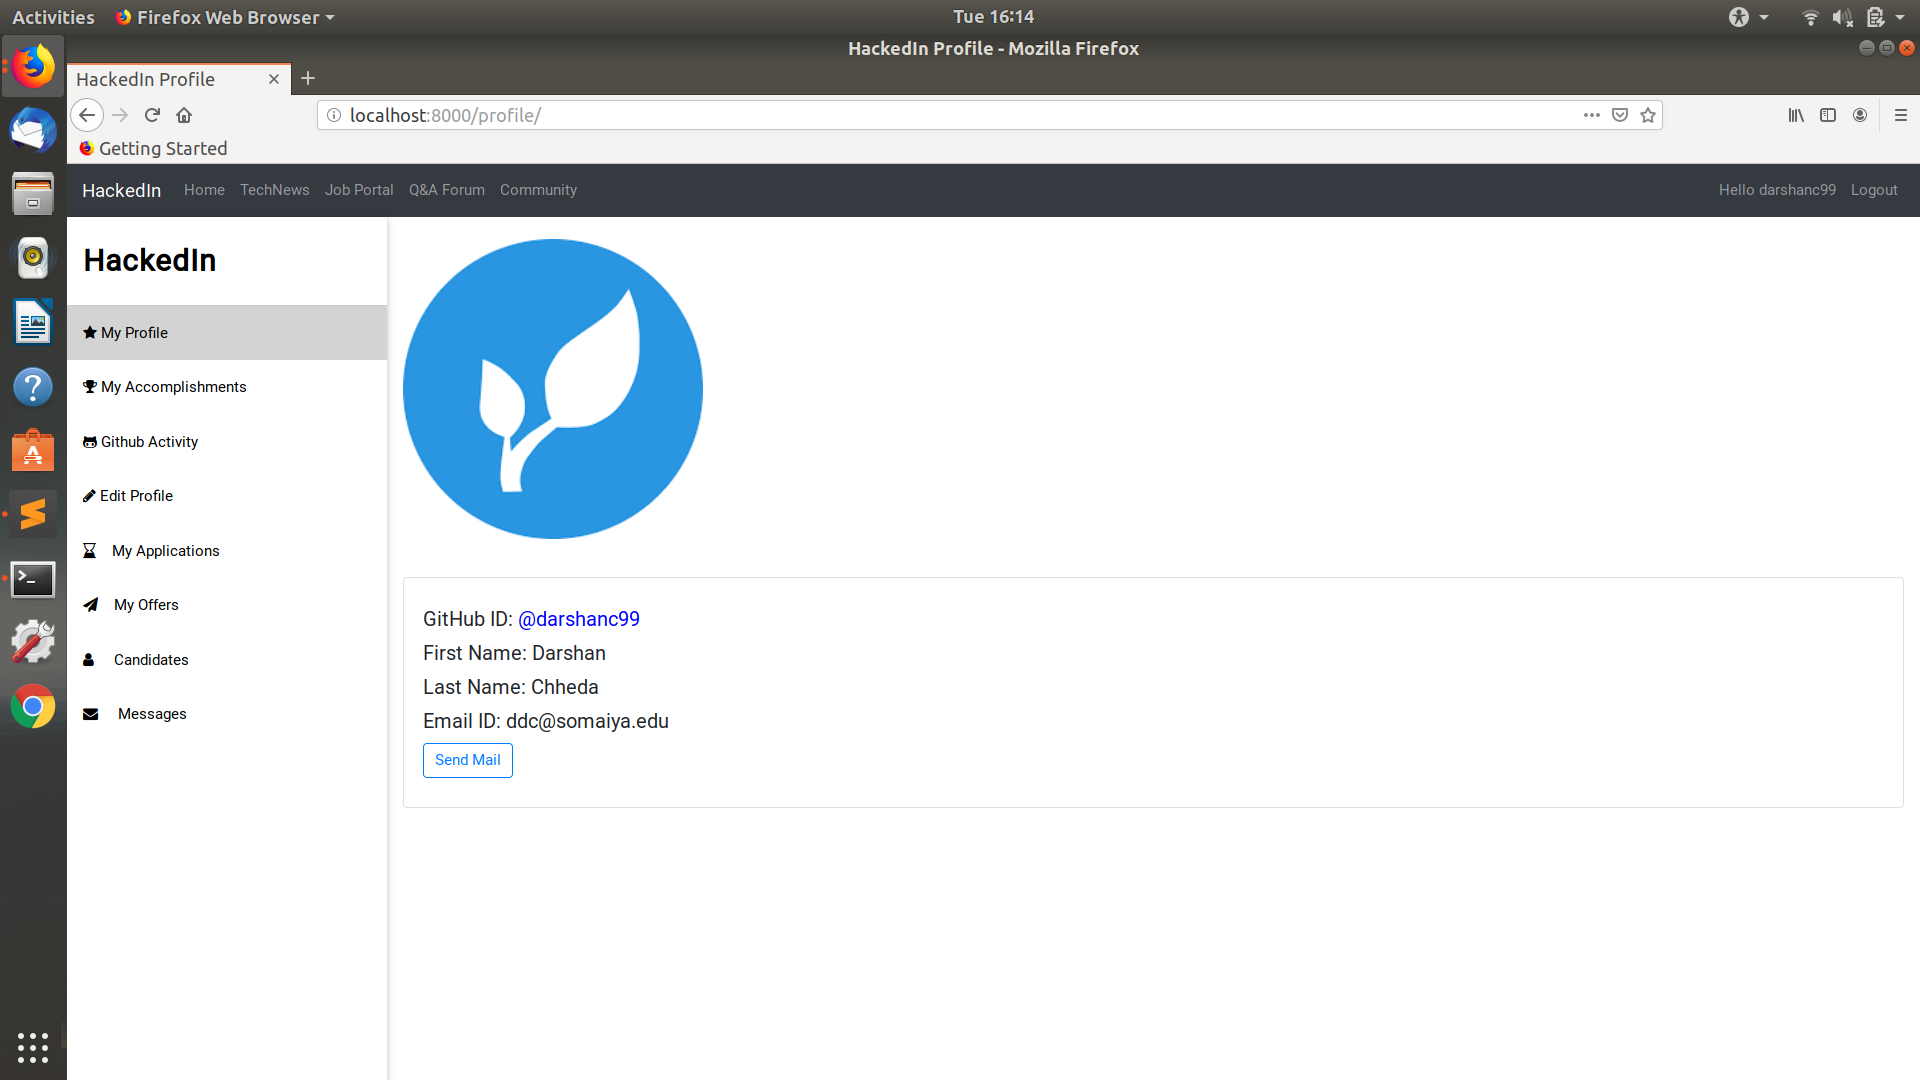 Activities Firefox Web Browser Tue 16:14
HackedIn Profile - Mozilla Firefox
HackedIn Profile
localhost:8000/profile/
Getting Started
HackedIn Home TechNews Job Portal Q&A Forum Community Hello darshanc99 Logout
HackedIn
My Profile
My Accomplishments
Github Activity
Edit Profile
My Applications
My Offers
Candidates
Messages
GitHub ID: @darshanc99
First Name: Darshan
Last Name: Chheda
Email ID: ddc@somaiya.edu
Send Mail